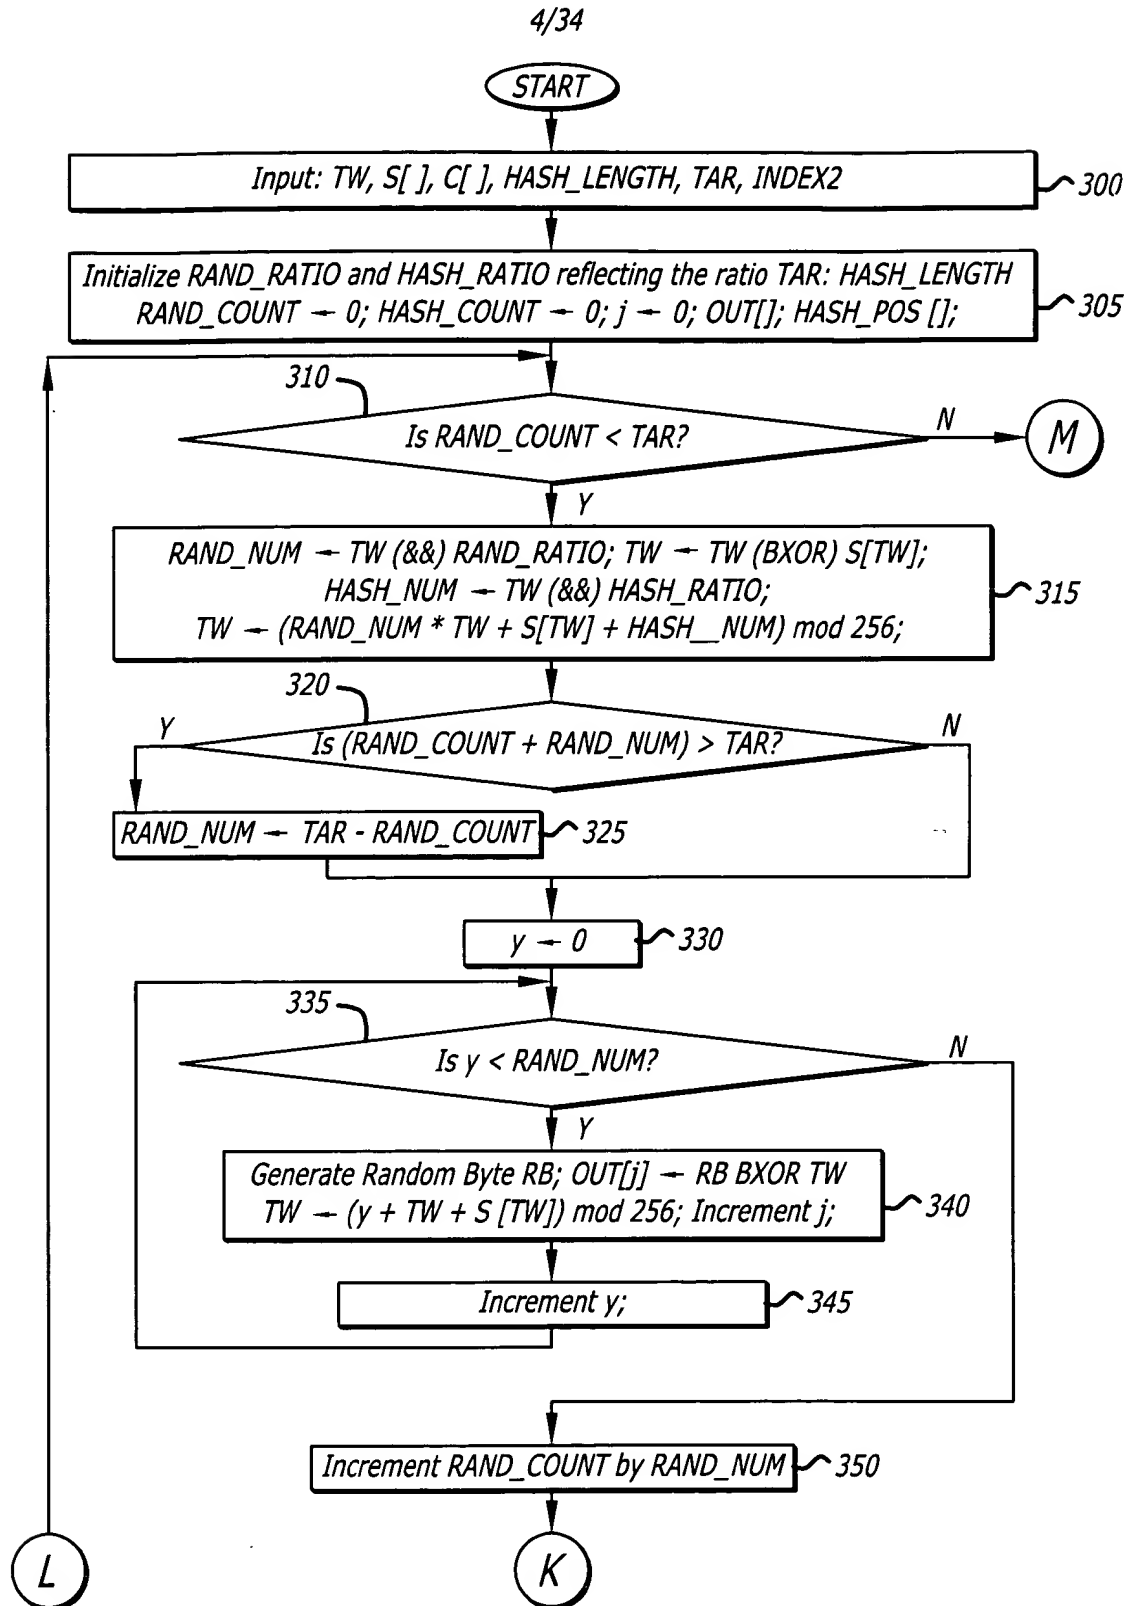 4/34
START
Input: TW, S[ ], C[ ], HASH_LENGTH, TAR, INDEX2
300
Initialize RAND_RATIO and HASH_RATIO reflecting the ratio TAR: HASH_LENGTH
RAND_COUNT ← 0; HASH_COUNT ← 0; j ← 0; OUT[]; HASH_POS [];
305
310
Is RAND_COUNT < TAR?
N
M
Y
RAND_NUM ← TW (&&) RAND_RATIO; TW ← TW (BXOR) S[TW];
HASH_NUM ← TW (&&) HASH_RATIO;
TW ← (RAND_NUM * TW + S[TW] + HASH__NUM) mod 256;
315
320
Y
Is (RAND_COUNT + RAND_NUM) > TAR?
N
RAND_NUM ← TAR - RAND_COUNT
325
y ← 0
330
335
Is y < RAND_NUM?
N
Y
Generate Random Byte RB; OUT[j] ← RB BXOR TW
TW ← (y + TW + S [TW]) mod 256; Increment j;
340
Increment y;
345
Increment RAND_COUNT by RAND_NUM
350
L
K